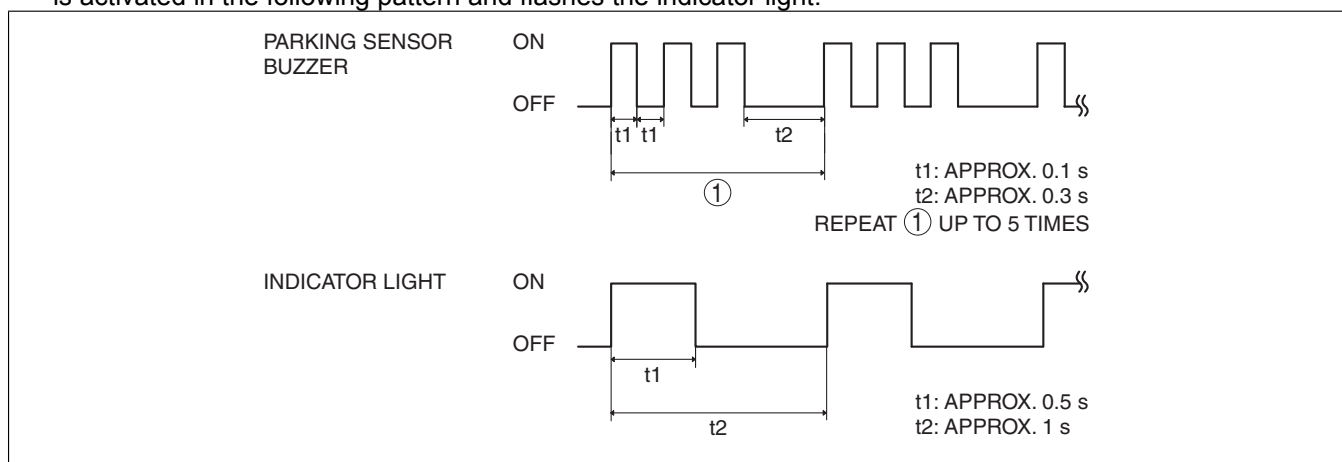 is activated in the following pattern and flashes the indicator light.
PARKING SENSOR
BUZZER
ON
OFF
t1 t1 t2
①
t1: APPROX. 0.1 s
t2: APPROX. 0.3 s
REPEAT ① UP TO 5 TIMES
INDICATOR LIGHT
ON
OFF
t1
t2
t1: APPROX. 0.5 s
t2: APPROX. 1 s